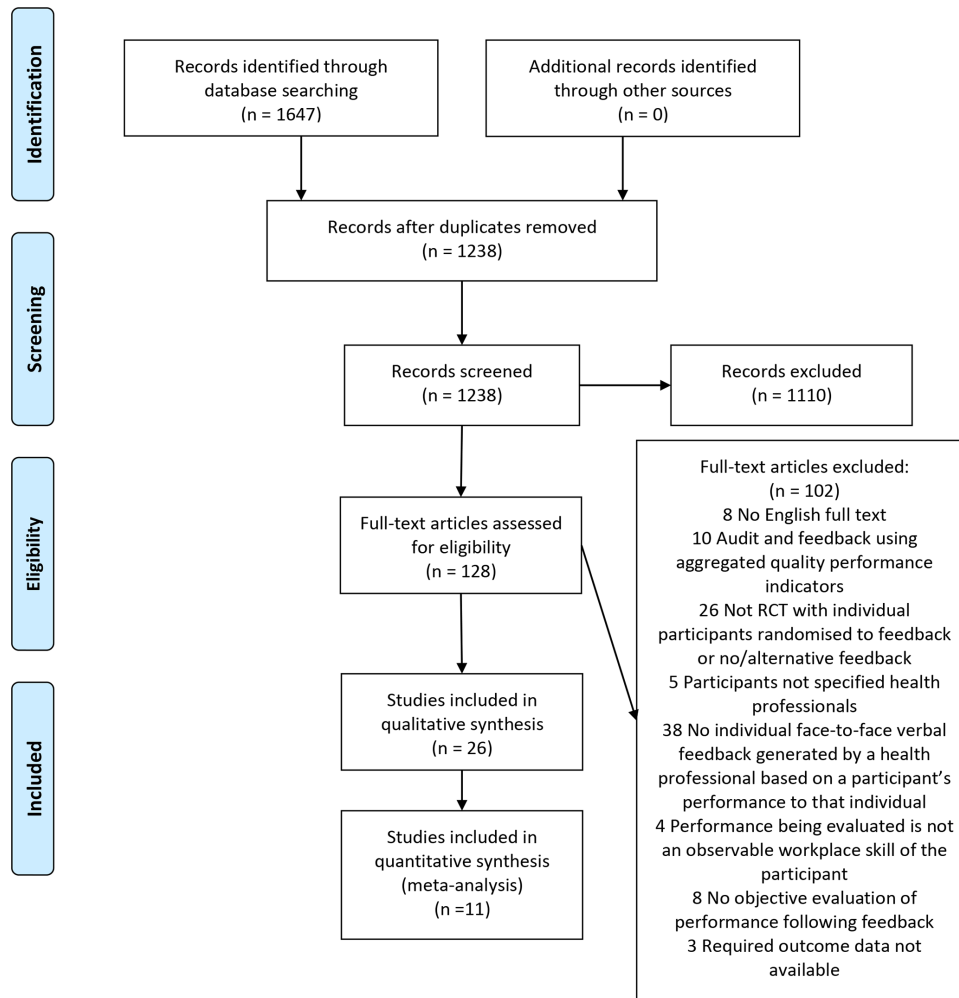 Identification
Records identified through
database searching
(n = 1647)
Additional records identified
through other sources
(n = 0)
Records after duplicates removed
(n = 1238)
Screening
Records screened
(n = 1238)
Records excluded
(n = 1110)
Eligibility
Full-text articles assessed
for eligibility
(n = 128)
Full-text articles excluded:
(n = 102)
8 No English full text
10 Audit and feedback using
aggregated quality performance
indicators
26 Not RCT with individual
participants randomised to feedback
or no/alternative feedback
5 Participants not specified health
professionals
38 No individual face-to-face verbal
feedback generated by a health
professional based on a participant’s
performance to that individual
4 Performance being evaluated is not
an observable workplace skill of the
participant
8 No objective evaluation of
performance following feedback
3 Required outcome data not
available
Included
Studies included in
qualitative synthesis
(n = 26)
Studies included in
quantitative synthesis
(meta-analysis)
(n =11)